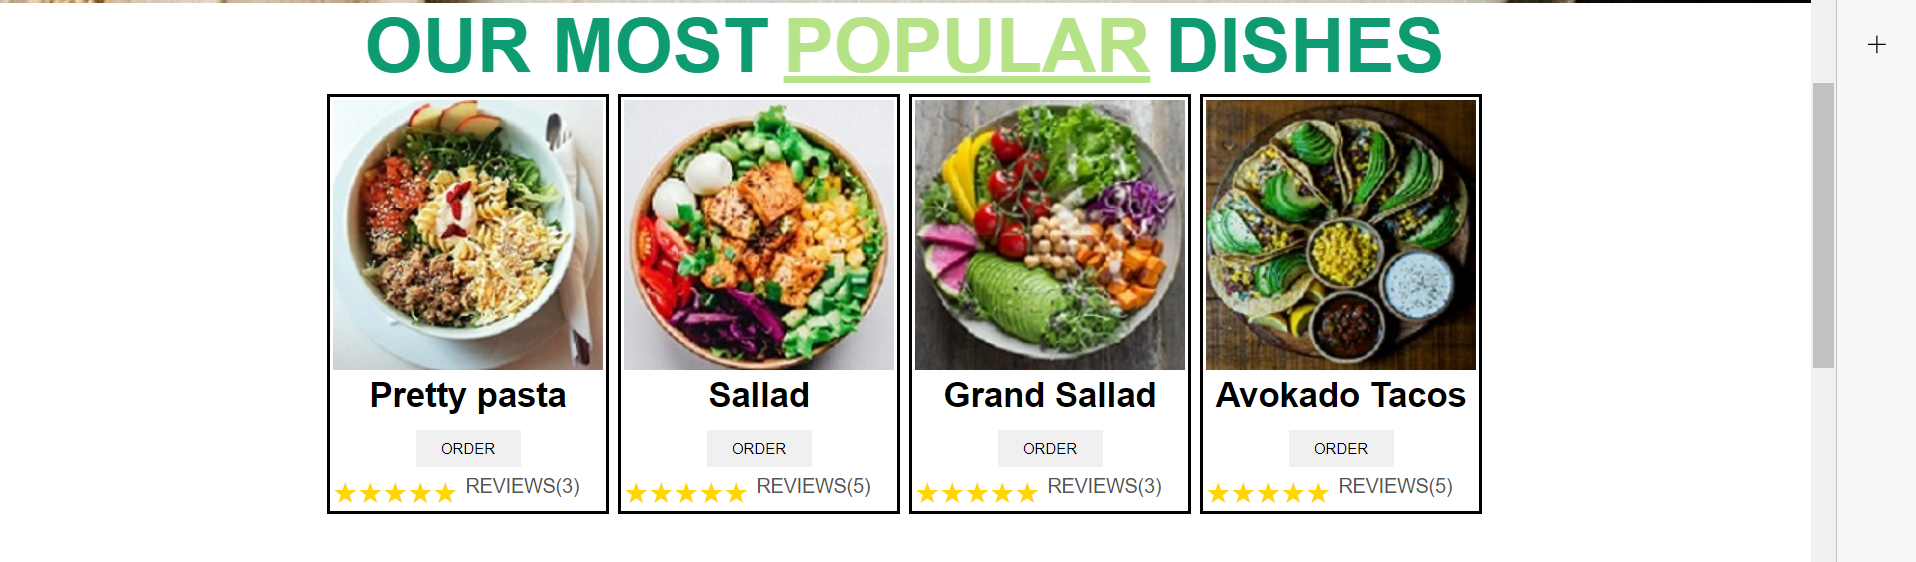 OUR MOST POPULAR DISHES
Pretty pasta
ORDER
★★★★★ REVIEWS(3)
Sallad
ORDER
★★★★★ REVIEWS(5)
Grand Sallad
ORDER
★★★★★ REVIEWS(3)
Avokado Tacos
ORDER
★★★★★ REVIEWS(5)